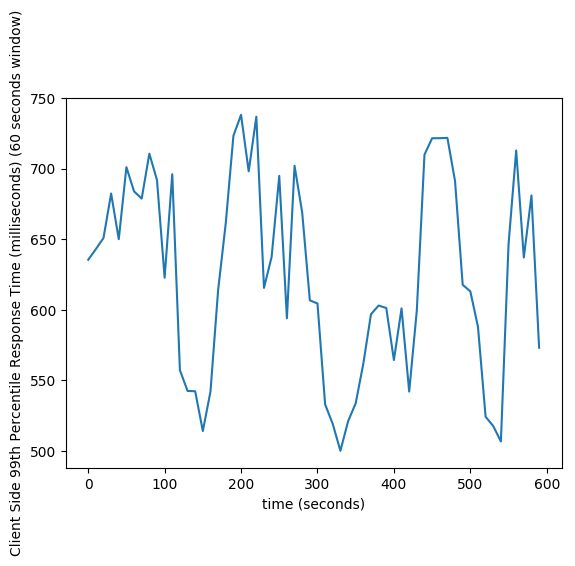 Client Side 99th Percentile Response Time (milliseconds) (60 seconds window)
750
700
650
600
550
500
0 100 200 300 400 500 600
time (seconds)